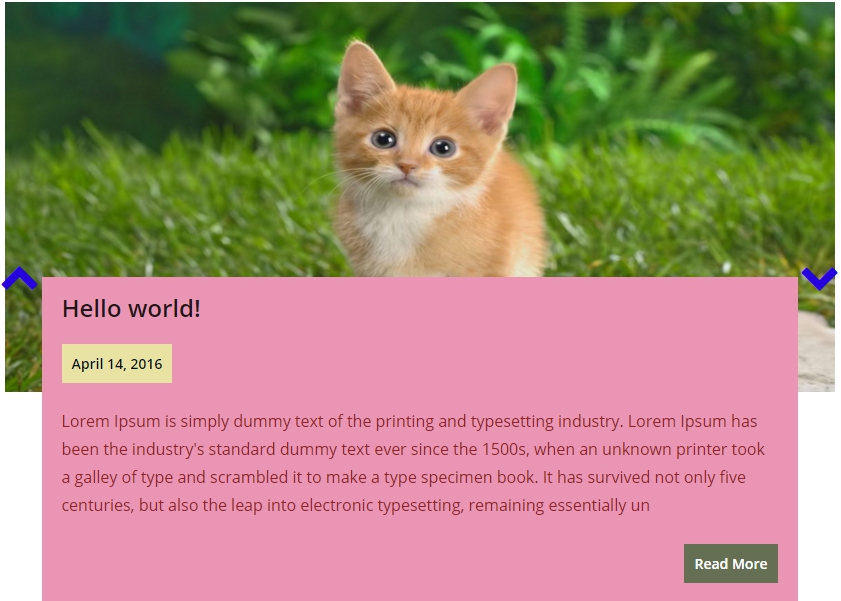 Hello world!
April 14, 2016
Lorem Ipsum is simply dummy text of the printing and typesetting industry. Lorem Ipsum has
been the industry's standard dummy text ever since the 1500s, when an unknown printer took
a galley of type and scrambled it to make a type specimen book. It has survived not only five
centuries, but also the leap into electronic typesetting, remaining essentially un
Read More